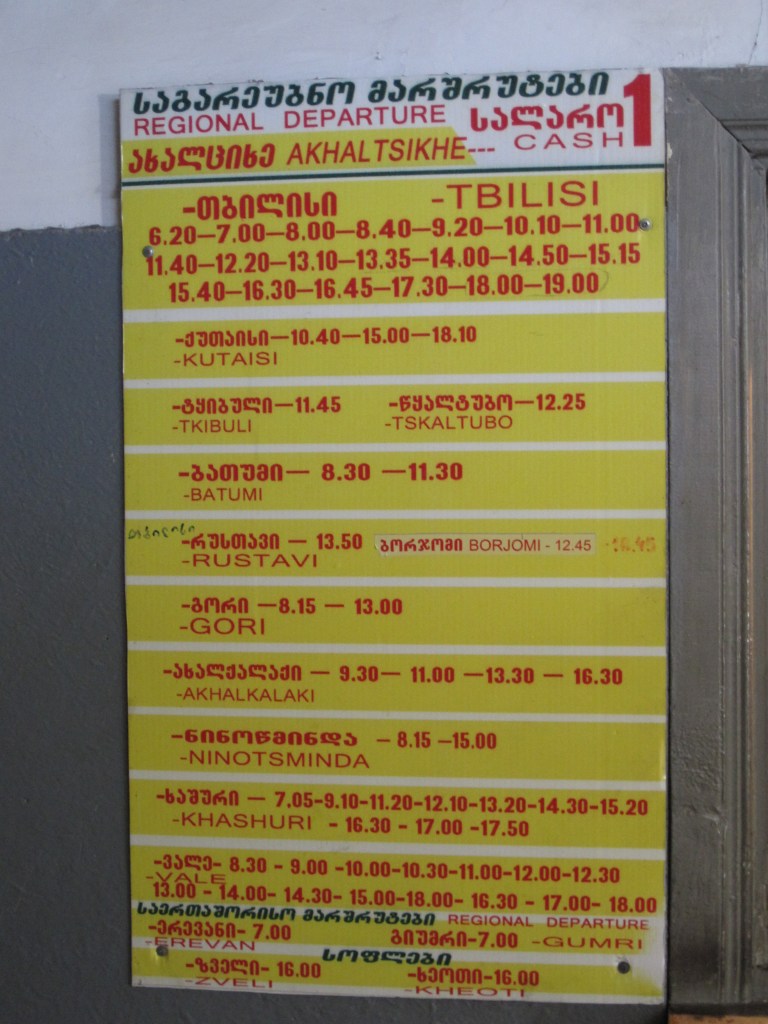 საგარეუბნო მარშრუტები
REGIONAL DEPARTURE სალარო 1
CASH
ახალციხე AKHALTSIKHE---
-თბილისი -TBILISI
6.20—7.00—8.00—8.40—9.20—10.10—11.00
11.40—12.20—13.10—13.35—14.00—14.50—15.15
15.40—16.30—16.45—17.30—18.00—19.00
-ქუთაისი—10.40—15.00—18.10
-KUTAISI
-ტყიბული—11.45 -წყალტუბო—12.25
-TKIBULI -TSKALTUBO
-ბათუმი— 8.30 —11.30
-BATUMI
თბილისი
-რუსთავი — 13.50 ბორჯომი BORJOMI - 12.45 -16.45
-RUSTAVI
-გორი —8.15 — 13.00
-GORI
-ახალქალაქი — 9.30— 11.00 —13.30 — 16.30
-AKHALKALAKI
-ნინოწმინდა — 8.15 —15.00
-NINOTSMINDA
-ხაშური — 7.05-9.10-11.20-12.10-13.20-14.30-15.20
-KHASHURI - 16.30 - 17.00 -17.50
-ვალე- 8.30 - 9.00 -10.00-10.30-11.00-12.00-12.30
-VALE
13.00 - 14.00- 14.30- 15.00-18.00- 16.30 - 17.00- 18.00
საერთაშორისო მარშრუტები REGIONAL DEPARTURE
-ერევანი- 7.00 გიუმრი-7.00 -GUMRI
-EREVAN
სოფლები
-ზველი- 16.00 -ხეოთი-16.00
-ZVELI -KHEOTI